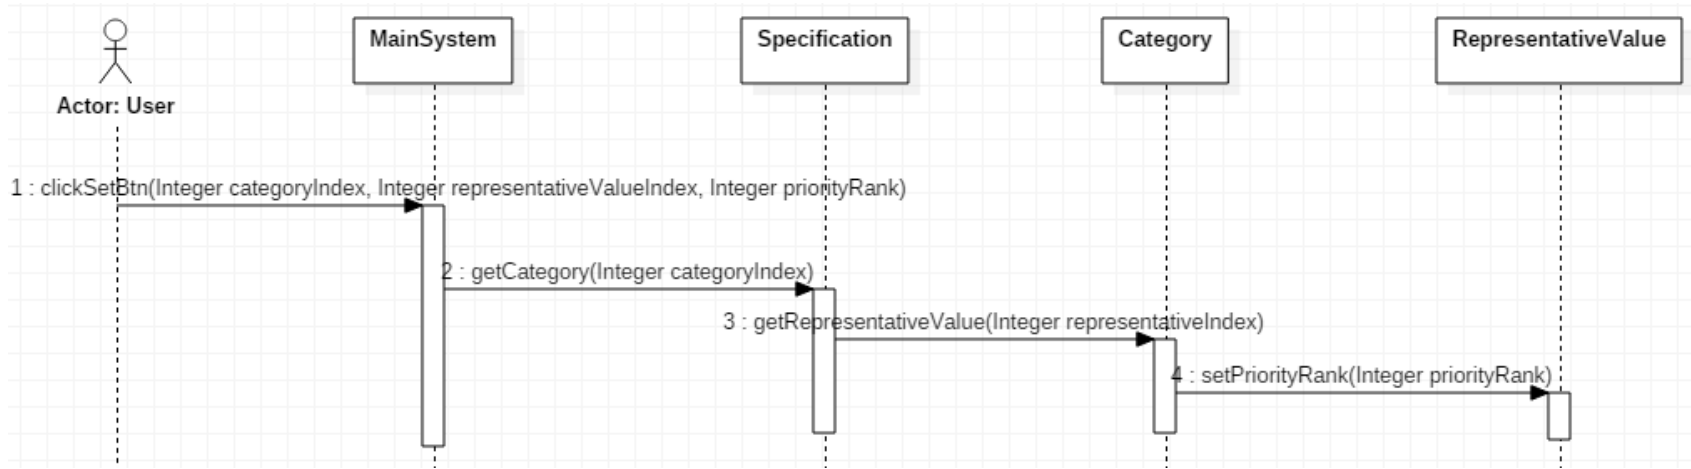 MainSystem
Specification
Category
RepresentativeValue
Actor: User
1 : clickSetBtn(Integer categoryIndex, Integer representativeValueIndex, Integer priorityRank)
2 : getCategory(Integer categoryIndex)
3 : getRepresentativeValue(Integer representativeIndex)
4 : setPriorityRank(Integer priorityRank)